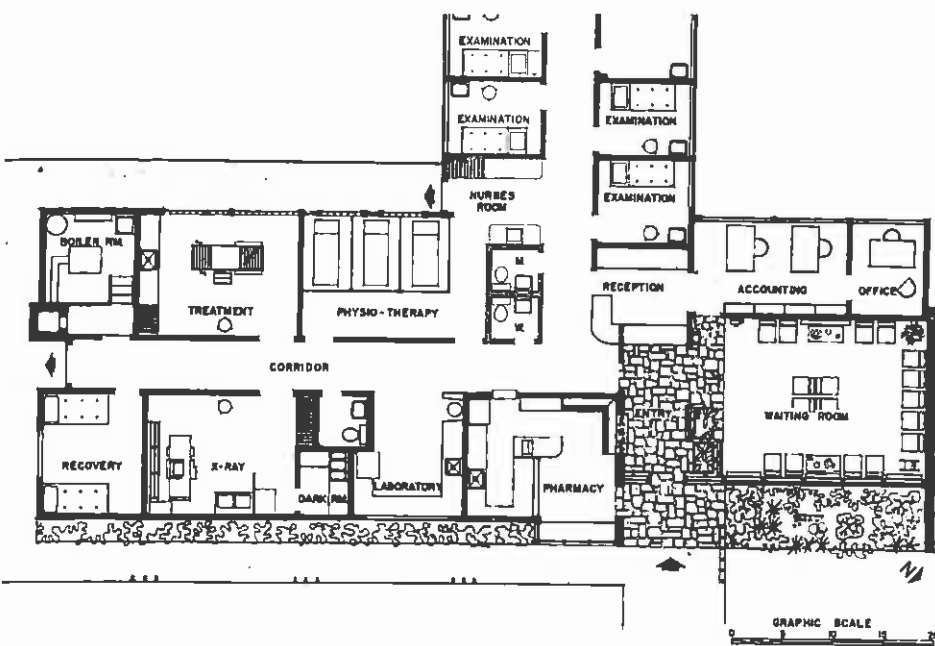 EXAMINATION
EXAMINATION
EXAMINATION
EXAMINATION
NURSES
ROOM
BOILER RM.
M.
TREATMENT
PHYSIO-THERAPY
W.
RECEPTION
ACCOUNTING
OFFICE
CORRIDOR
ENTRY
WAITING ROOM
RECOVERY
X-RAY
DARK RM.
LABORATORY
PHARMACY
N
GRAPHIC SCALE
0 5 10 15 20